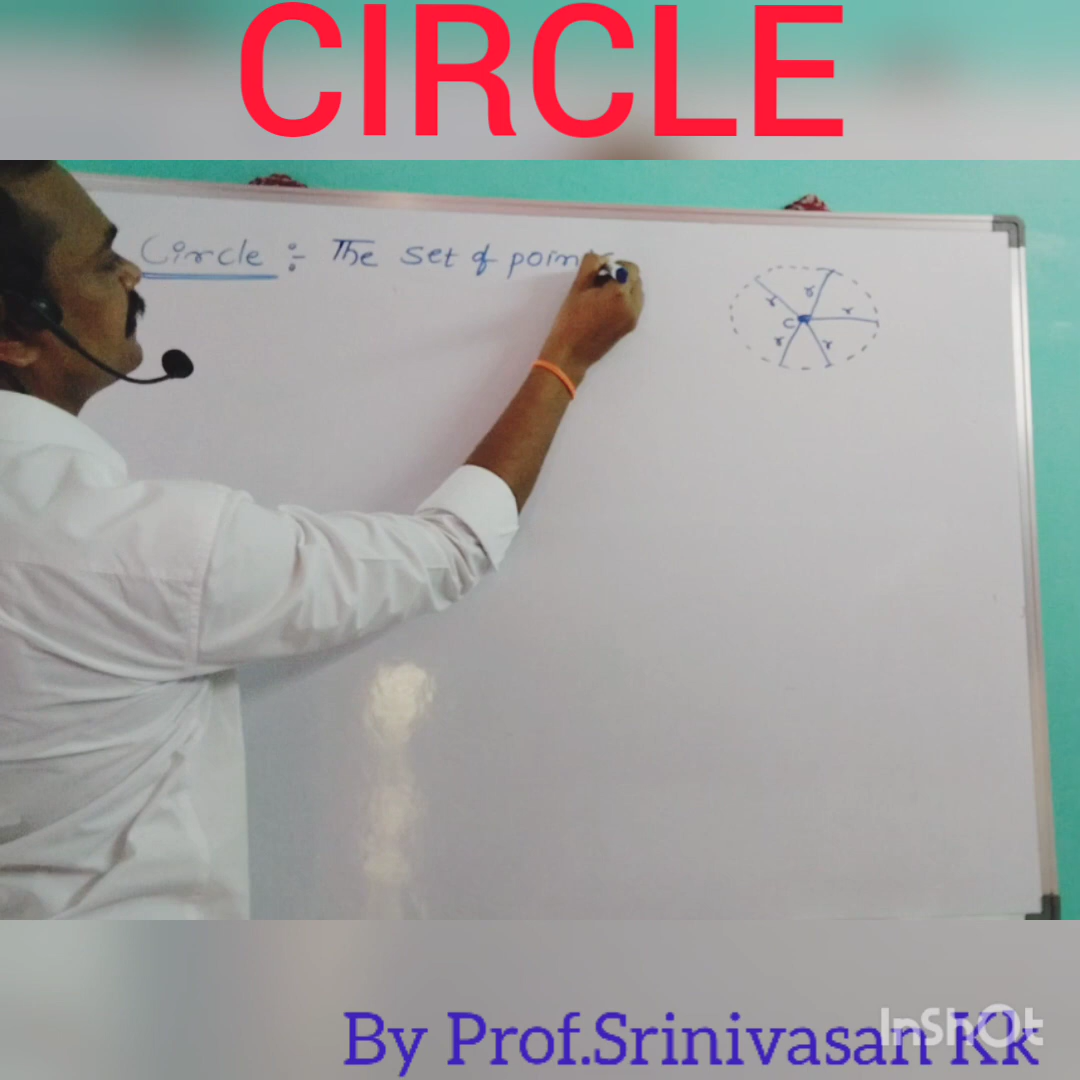 CIRCLE
Circle :- The set of poin
r r r
C
r r
By Prof.Srinivasan Kk
InShOt